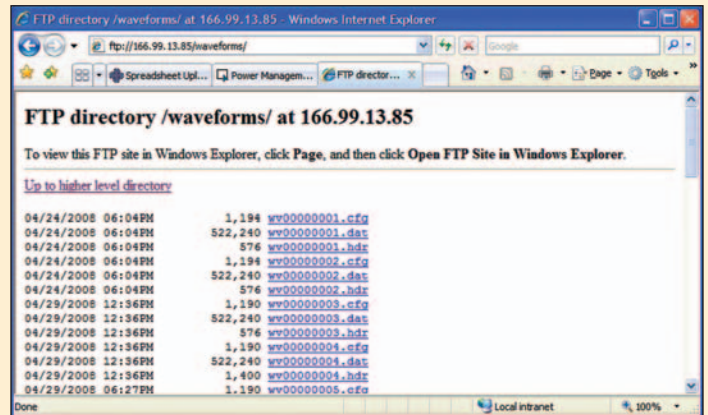 FTP directory /waveforms/ at 166.99.13.85 - Windows Internet Explorer
ftp://166.99.13.85/waveforms/
Google
Spreadsheet Upl... Power Managem... FTP director... Page Tools
FTP directory /waveforms/ at 166.99.13.85
To view this FTP site in Windows Explorer, click Page, and then click Open FTP Site in Windows Explorer.
Up to higher level directory
04/24/2008 06:04PM 1,194 wv00000001.cfg
04/24/2008 06:04PM 522,240 wv00000001.dat
04/24/2008 06:04PM 576 wv00000001.hdr
04/24/2008 06:04PM 1,194 wv00000002.cfg
04/24/2008 06:04PM 522,240 wv00000002.dat
04/24/2008 06:04PM 576 wv00000002.hdr
04/29/2008 12:36PM 1,190 wv00000003.cfg
04/29/2008 12:36PM 522,240 wv00000003.dat
04/29/2008 12:36PM 576 wv00000003.hdr
04/29/2008 12:36PM 1,190 wv00000004.cfg
04/29/2008 12:36PM 522,240 wv00000004.dat
04/29/2008 12:36PM 1,400 wv00000004.hdr
04/29/2008 06:27PM 1,190 wv00000005.cfg
Done Local intranet 100%